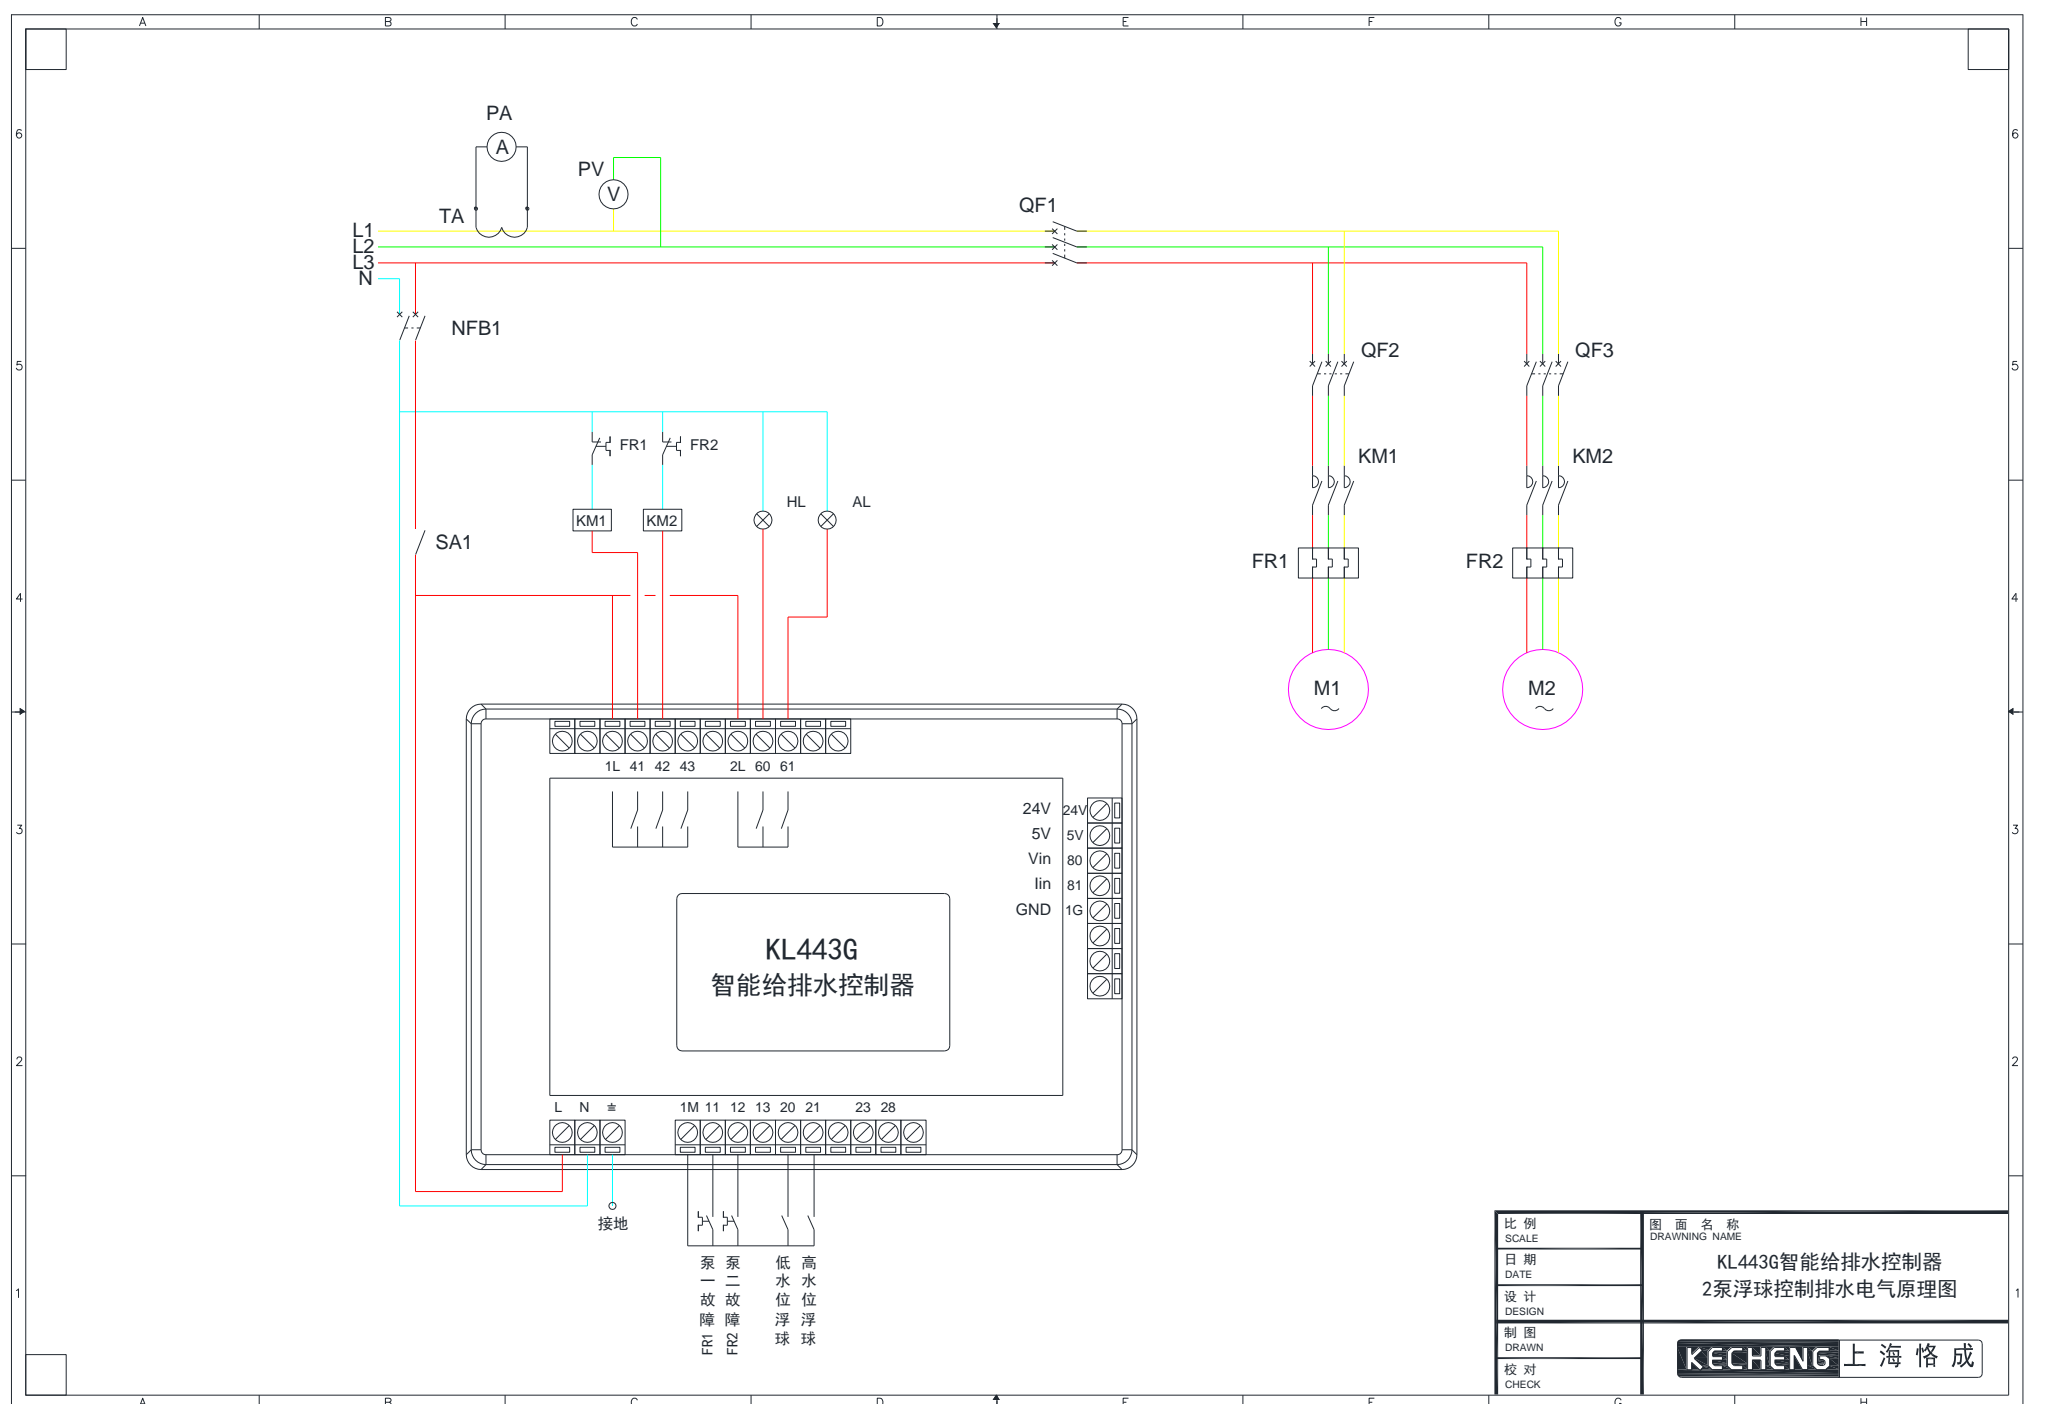 A B C D E F G H
6
PA
A
PV
V
TA
QF1
L1
L2
L3
N
NFB1
QF2
QF3
5
FR1
FR2
KM1
KM2
HL
AL
KM1
KM2
SA1
FR1
FR2
4
M1
M2
1L 41 42 43 2L 60 61
3
24V 24V
5V 5V
Vin 80
Iin 81
GND 1G
KL443G
智能给排水控制器
2
L N
1M 11 12 13 20 21 23 28
接地
泵一故障FR1
泵二故障FR2
低水位浮球
高水位浮球
1
比例
SCALE
日期
DATE
设计
DESIGN
制图
DRAWN
校对
CHECK
图面名称
DRAWNING NAME
KL443G智能给排水控制器
2泵浮球控制排水电气原理图
KECHENG 上海恪成
6
5
4
3
2
1
A B C D E F G H